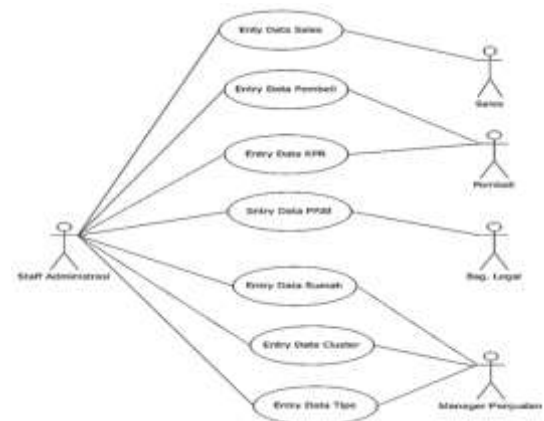 Entry Data Sales
Sales
Entry Data Pembeli
Entry Data KPR
Pembeli
Entry Data PPJB
Staff Administrasi
Bag. Legal
Entry Data Rumah
Entry Data Cluster
Manager Penjualan
Entry Data Tipe